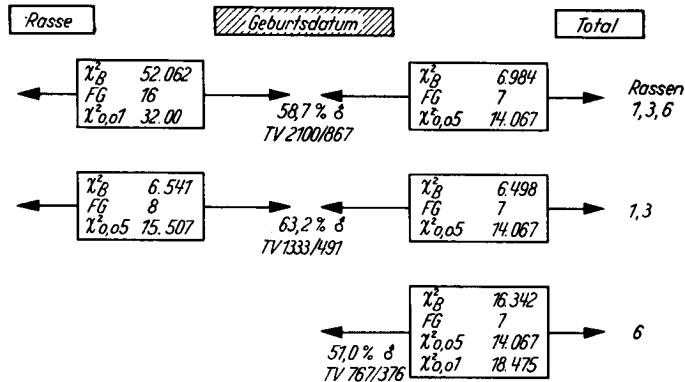 Rasse Geburtsdatum Total
χ²B 52.062
FG 16
χ²0,01 32.00
58,7 % ♂
TV 2100/867
χ²B 6.984
FG 7
χ²0,05 14.067
Rassen
1,3,6
χ²B 6.541
FG 8
χ²0,05 15.507
63,2 % ♂
TV 1333/491
χ²B 6.498
FG 7
χ²0,05 14.067
1,3
51,0 % ♂
TV 767/376
χ²B 16.342
FG 7
χ²0,05 14.067
χ²0,01 18.475
6